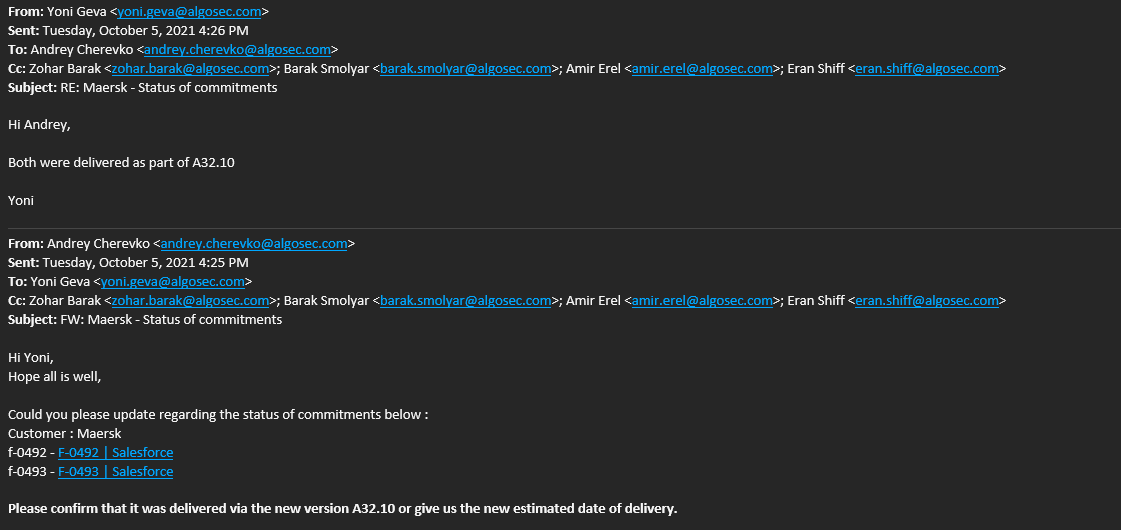 From: Yoni Geva <yoni.geva@algosec.com>
Sent: Tuesday, October 5, 2021 4:26 PM
To: Andrey Cherevko <andrey.cherevko@algosec.com>
Cc: Zohar Barak <zohar.barak@algosec.com>; Barak Smolyar <barak.smolyar@algosec.com>; Amir Erel <amir.erel@algosec.com>; Eran Shiff <eran.shiff@algosec.com>
Subject: RE: Maersk - Status of commitments
Hi Andrey,
Both were delivered as part of A32.10
Yoni
From: Andrey Cherevko <andrey.cherevko@algosec.com>
Sent: Tuesday, October 5, 2021 4:25 PM
To: Yoni Geva <yoni.geva@algosec.com>
Cc: Zohar Barak <zohar.barak@algosec.com>; Barak Smolyar <barak.smolyar@algosec.com>; Amir Erel <amir.erel@algosec.com>; Eran Shiff <eran.shiff@algosec.com>
Subject: FW: Maersk - Status of commitments
Hi Yoni,
Hope all is well,
Could you please update regarding the status of commitments below :
Customer : Maersk
f-0492 - F-0492 | Salesforce
f-0493 - F-0493 | Salesforce
Please confirm that it was delivered via the new version A32.10 or give us the new estimated date of delivery.